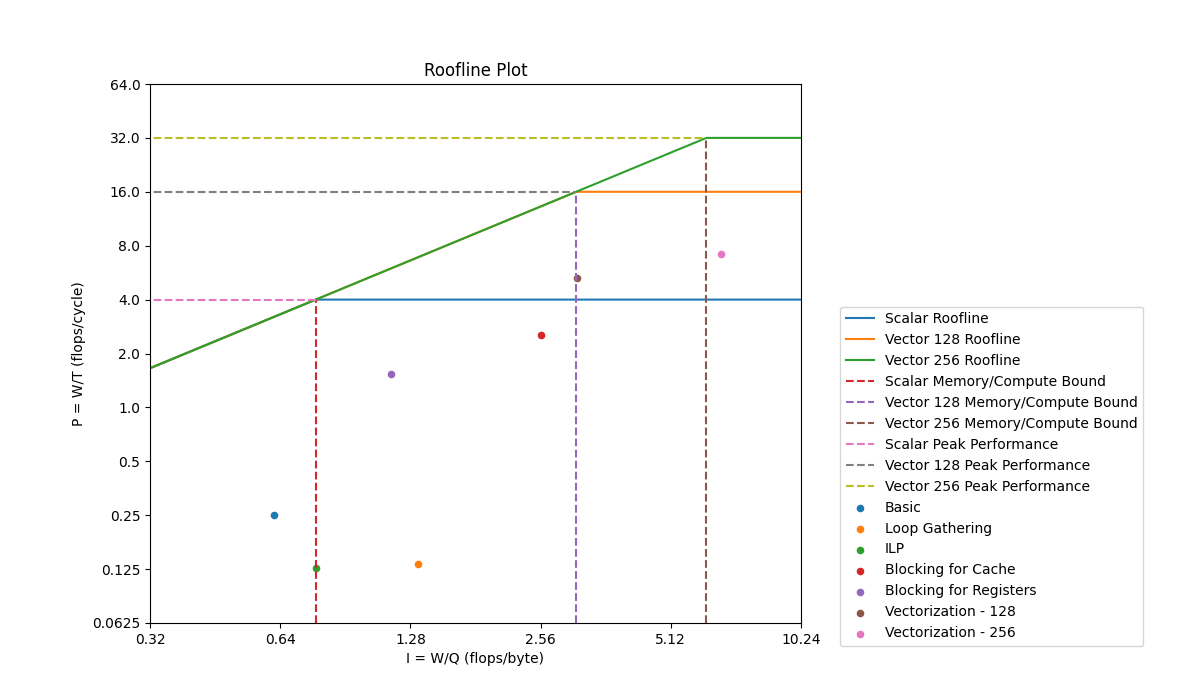 Roofline Plot
64.0
32.0
16.0
8.0
4.0
2.0
1.0
0.5
0.25
0.125
0.0625
P = W/T (flops/cycle)
0.32 0.64 1.28 2.56 5.12 10.24
I = W/Q (flops/byte)
Scalar Roofline
Vector 128 Roofline
Vector 256 Roofline
Scalar Memory/Compute Bound
Vector 128 Memory/Compute Bound
Vector 256 Memory/Compute Bound
Scalar Peak Performance
Vector 128 Peak Performance
Vector 256 Peak Performance
Basic
Loop Gathering
ILP
Blocking for Cache
Blocking for Registers
Vectorization - 128
Vectorization - 256